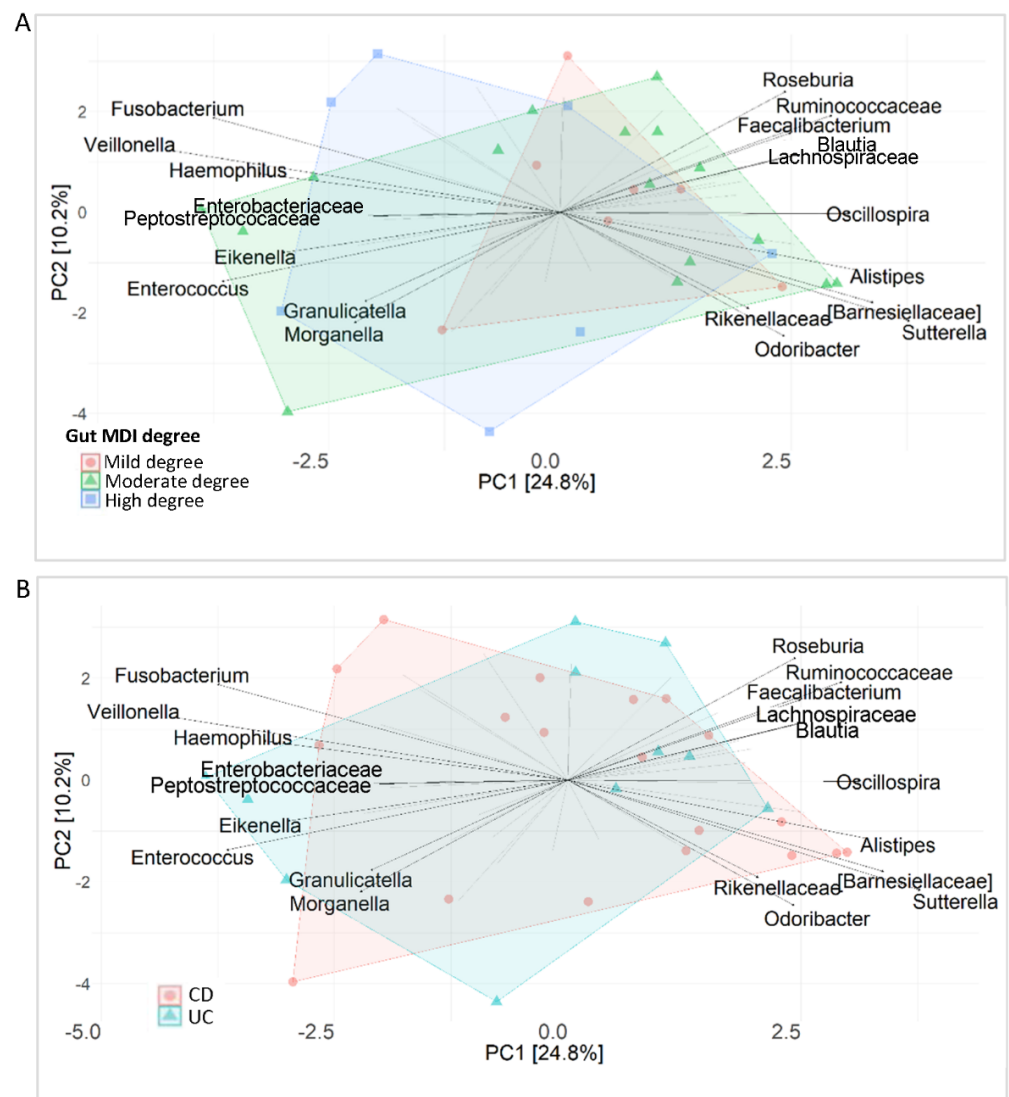 A
Roseburia
Fusobacterium
Ruminococcaceae
2
Faecalibacterium
Veillonella
Blautia
Lachnospiraceae
Haemophilus
Enterobacteriaceae
Peptostreptococaceae
0
Oscillospira
Eikenella
Alistipes
Enterococcus
Granulicatella
Rikenellaceae
[Barnesiellaceae]
-2
Morganella
Sutterella
Odoribacter
PC2 [10.2%]
-4
Gut MDI degree
Mild degree
Moderate degree
High degree
-2.5 0.0 2.5
PC1 [24.8%]
B
Roseburia
Fusobacterium
Ruminococcaceae
2
Faecalibacterium
Veillonella
Lachnospiraceae
Blautia
Haemophilus
Enterobacteriaceae
Peptostreptococcaceae
0
Oscillospira
Eikenella
Alistipes
Enterococcus
Granulicatella
Rikenellaceae
[Barnesiellaceae]
-2
Morganella
Sutterella
Odoribacter
PC2 [10.2%]
-4
CD
UC
-5.0 -2.5 0.0 2.5
PC1 [24.8%]